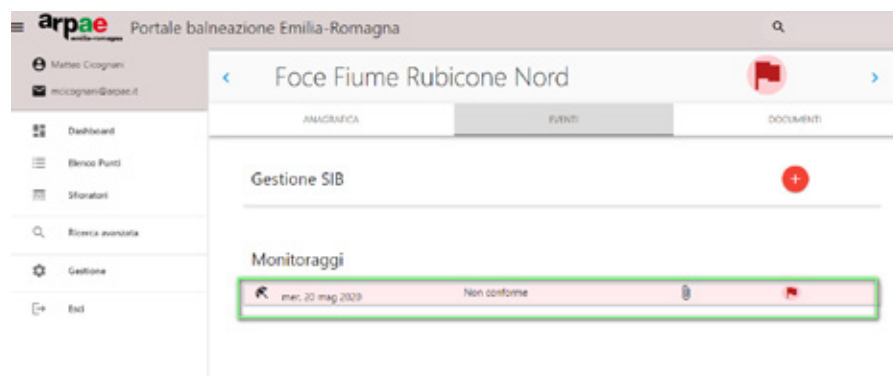 arpae
emilia-romagna
Portale balneazione Emilia-Romagna
Matteo Cicognani
mcicognani@arpae.it
Dashboard
Elenco Punti
Sfioratori
Ricerca avanzata
Gestione
Esci
Foce Fiume Rubicone Nord
ANAGRAFICA EVENTI DOCUMENTI
Gestione SIB
Monitoraggi
mer. 20 mag 2020 Non conforme